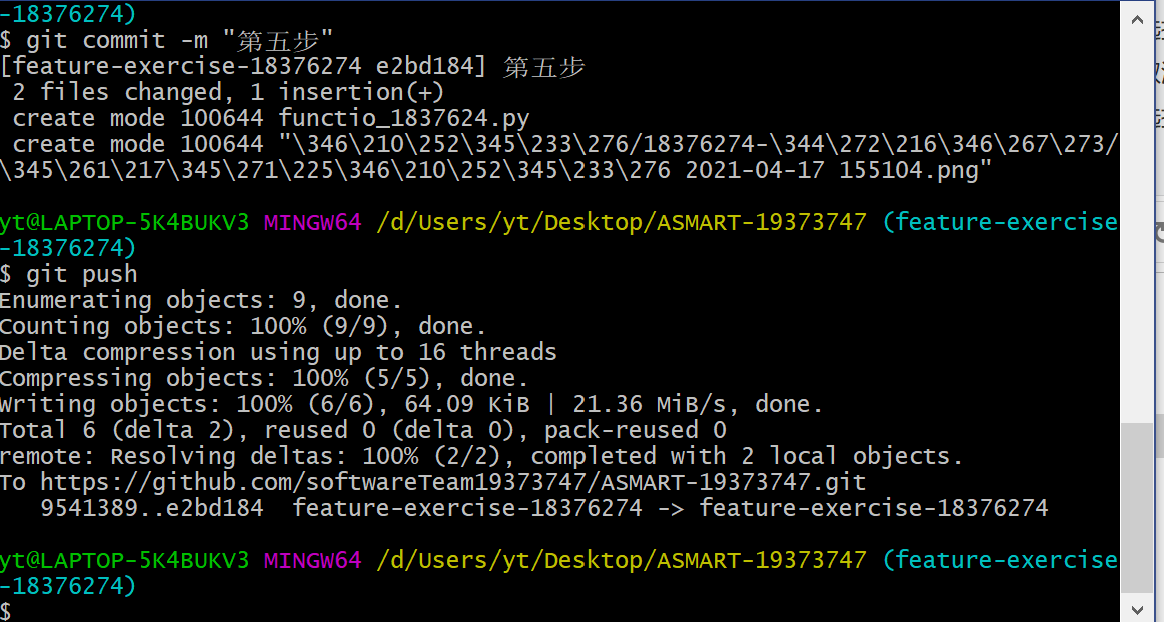 -18376274)
$ git commit -m "第五步"
[feature-exercise-18376274 e2bd184] 第五步
 2 files changed, 1 insertion(+)
 create mode 100644 functio_1837624.py
 create mode 100644 "\346\210\252\345\233\276/18376274-\344\272\216\346\267\273/
\345\261\217\345\271\225\346\210\252\345\233\276 2021-04-17 155104.png"
yt@LAPTOP-5K4BUKV3 MINGW64 /d/Users/yt/Desktop/ASMART-19373747 (feature-exercise
-18376274)
$ git push
Enumerating objects: 9, done.
Counting objects: 100% (9/9), done.
Delta compression using up to 16 threads
Compressing objects: 100% (5/5), done.
Writing objects: 100% (6/6), 64.09 KiB | 21.36 MiB/s, done.
Total 6 (delta 2), reused 0 (delta 0), pack-reused 0
remote: Resolving deltas: 100% (2/2), completed with 2 local objects.
To https://github.com/softwareTeam19373747/ASMART-19373747.git
   9541389..e2bd184  feature-exercise-18376274 -> feature-exercise-18376274
yt@LAPTOP-5K4BUKV3 MINGW64 /d/Users/yt/Desktop/ASMART-19373747 (feature-exercise
-18376274)
$